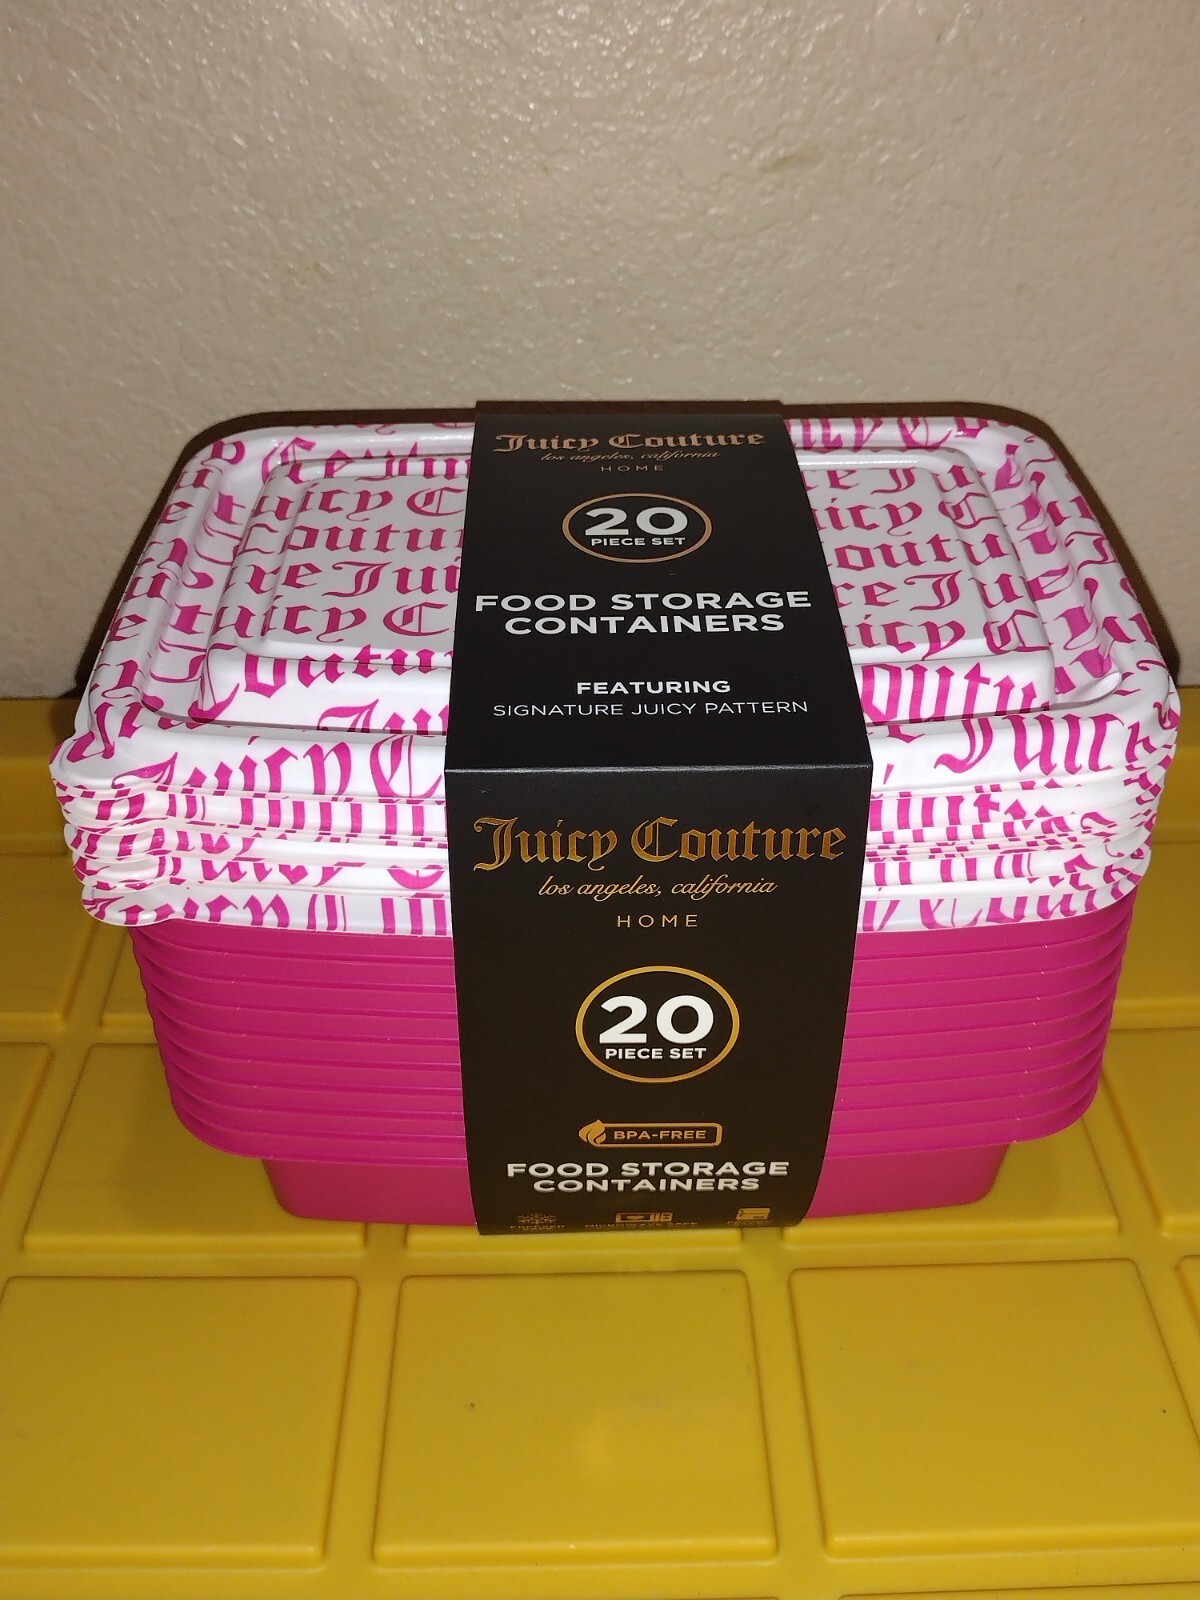 Juicy Couture
los angeles, california
HOME
20
PIECE SET
FOOD STORAGE
CONTAINERS
FEATURING
SIGNATURE JUICY PATTERN
Juicy Couture
los angeles, california
HOME
20
PIECE SET
BPA-FREE
FOOD STORAGE
CONTAINERS